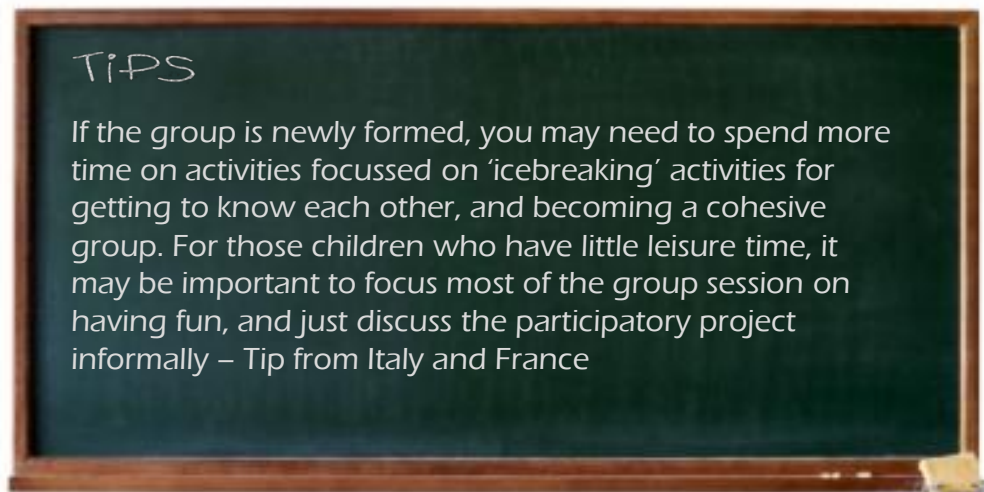 TiPS
If the group is newly formed, you may need to spend more
time on activities focussed on ‘icebreaking’ activities for
getting to know each other, and becoming a cohesive
group. For those children who have little leisure time, it
may be important to focus most of the group session on
having fun, and just discuss the participatory project
informally – Tip from Italy and France